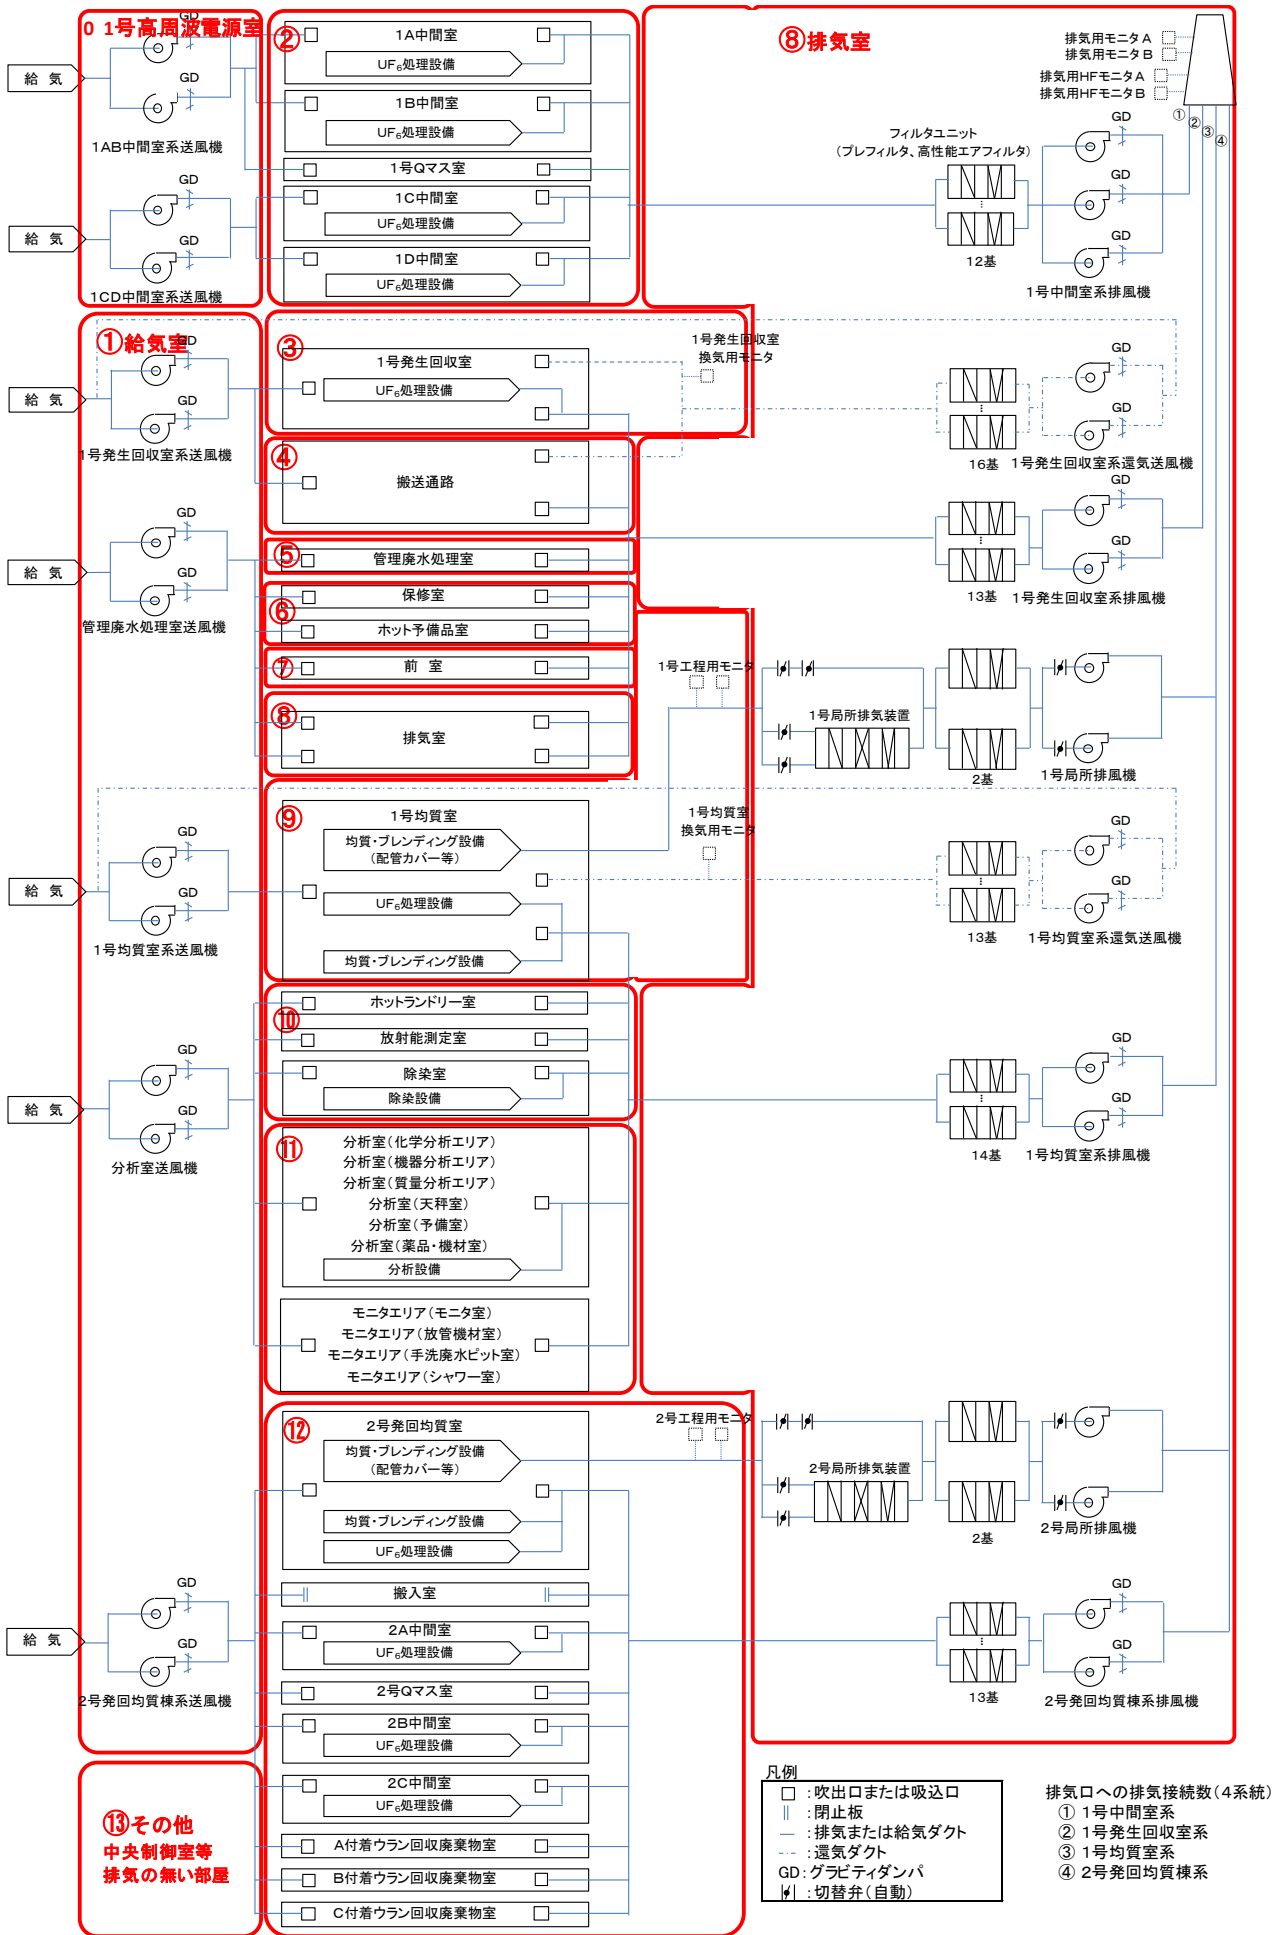 0 1号高周波電源室
給 気
GD
GD
1AB中間室系送風機
給 気
GD
GD
1CD中間室系送風機
②
1A中間室
UF₆処理設備
1B中間室
UF₆処理設備
1号Qマス室
1C中間室
UF₆処理設備
1D中間室
UF₆処理設備
⑧排気室
排気用モニタA
排気用モニタB
排気用HFモニタA
排気用HFモニタB
①
②
③
④
フィルタユニット
(プレフィルタ、高性能エアフィルタ)
12基
GD
GD
GD
1号中間室系排風機
①給気室
給 気
GD
GD
1号発生回収室系送風機
③
1号発生回収室
UF₆処理設備
1号発生回収室
換気用モニタ
16基
GD
GD
1号発生回収室系還気送風機
④
搬送通路
給 気
GD
GD
管理廃水処理室送風機
⑤
管理廃水処理室
13基
GD
GD
1号発生回収室系排風機
⑥
保修室
ホット予備品室
⑦
前 室
⑧
排気室
1号工程用モニタ
1号局所排気装置
2基
1号局所排風機
給 気
GD
GD
1号均質室系送風機
⑨
1号均質室
均質・ブレンディング設備
(配管カバー等)
UF₆処理設備
均質・ブレンディング設備
1号均質室
換気用モニタ
13基
GD
GD
1号均質室系還気送風機
⑩
ホットランドリー室
放射能測定室
除染室
除染設備
給 気
GD
GD
分析室送風機
14基
GD
GD
1号均質室系排風機
⑪
分析室(化学分析エリア)
分析室(機器分析エリア)
分析室(質量分析エリア)
分析室(天秤室)
分析室(予備室)
分析室(薬品・機材室)
分析設備
モニタエリア(モニタ室)
モニタエリア(放管機材室)
モニタエリア(手洗廃水ピット室)
モニタエリア(シャワー室)
⑫
2号発回均質室
均質・ブレンディング設備
(配管カバー等)
均質・ブレンディング設備
UF₆処理設備
2号工程用モニタ
2号局所排気装置
2基
2号局所排風機
給 気
GD
GD
2号発回均質棟系送風機
搬入室
2A中間室
UF₆処理設備
2号Qマス室
2B中間室
UF₆処理設備
2C中間室
UF₆処理設備
A付着ウラン回収廃棄物室
B付着ウラン回収廃棄物室
C付着ウラン回収廃棄物室
13基
GD
GD
2号発回均質棟系排風機
⑬その他
中央制御室等
排気の無い部屋
凡例
:吹出口または吸込口
:閉止板
:排気または給気ダクト
:還気ダクト
GD:グラビティダンパ
:切替弁(自動)
排気口への排気接続数(4系統)
① 1号中間室系
② 1号発生回収室系
③ 1号均質室系
④ 2号発回均質棟系